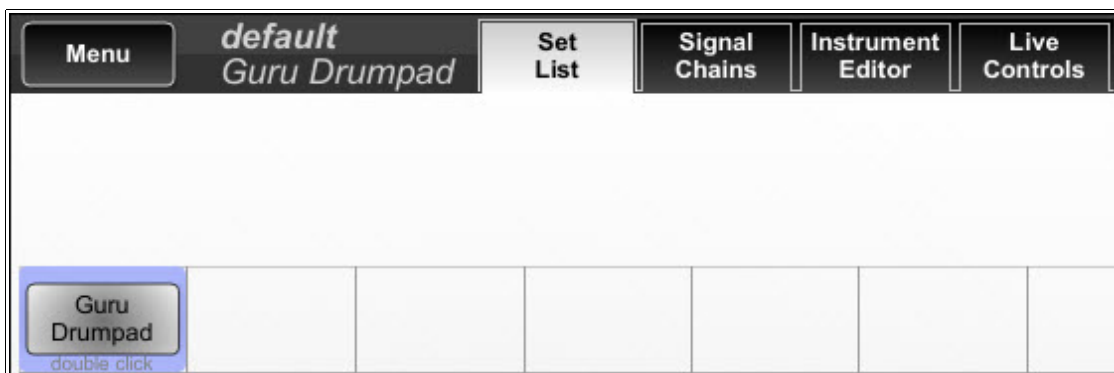 Menu
default
Guru Drumpad
Set
List
Signal
Chains
Instrument
Editor
Live
Controls
Guru
Drumpad
double click